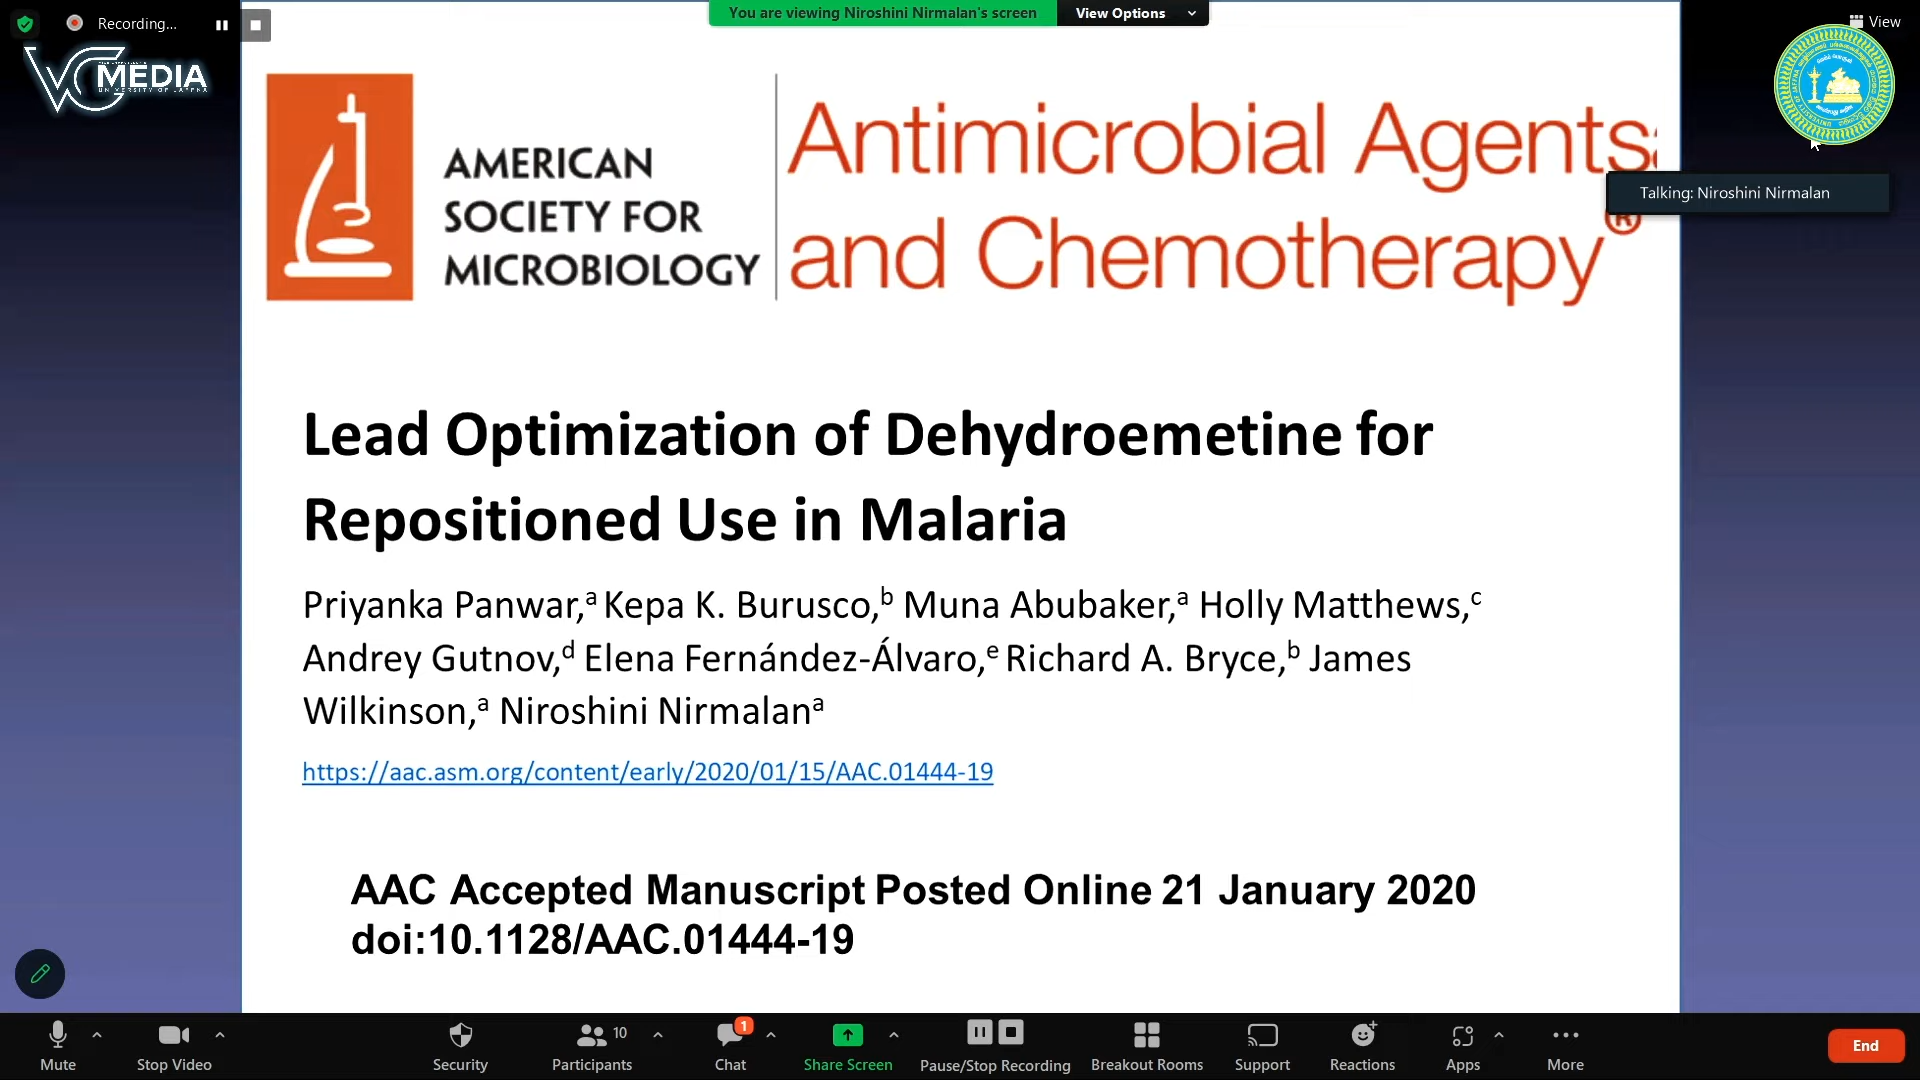 You are viewing Niroshini Nirmalan's screen
View Options
Recording...
View
VC MEDIA
UNIVERSITY OF JAFFNA
AMERICAN
SOCIETY FOR
MICROBIOLOGY
Antimicrobial Agents
and Chemotherapy®
Talking: Niroshini Nirmalan
Lead Optimization of Dehydroemetine for
Repositioned Use in Malaria
Priyanka Panwar,ᵃ Kepa K. Burusco,ᵇ Muna Abubaker,ᵃ Holly Matthews,ᶜ
Andrey Gutnov,ᵈ Elena Fernández-Álvaro,ᵉ Richard A. Bryce,ᵇ James
Wilkinson,ᵃ Niroshini Nirmalanᵃ
https://aac.asm.org/content/early/2020/01/15/AAC.01444-19
AAC Accepted Manuscript Posted Online 21 January 2020
doi:10.1128/AAC.01444-19
10
1
Mute
Stop Video
Security
Participants
Chat
Share Screen
Pause/Stop Recording
Breakout Rooms
Support
Reactions
Apps
More
End